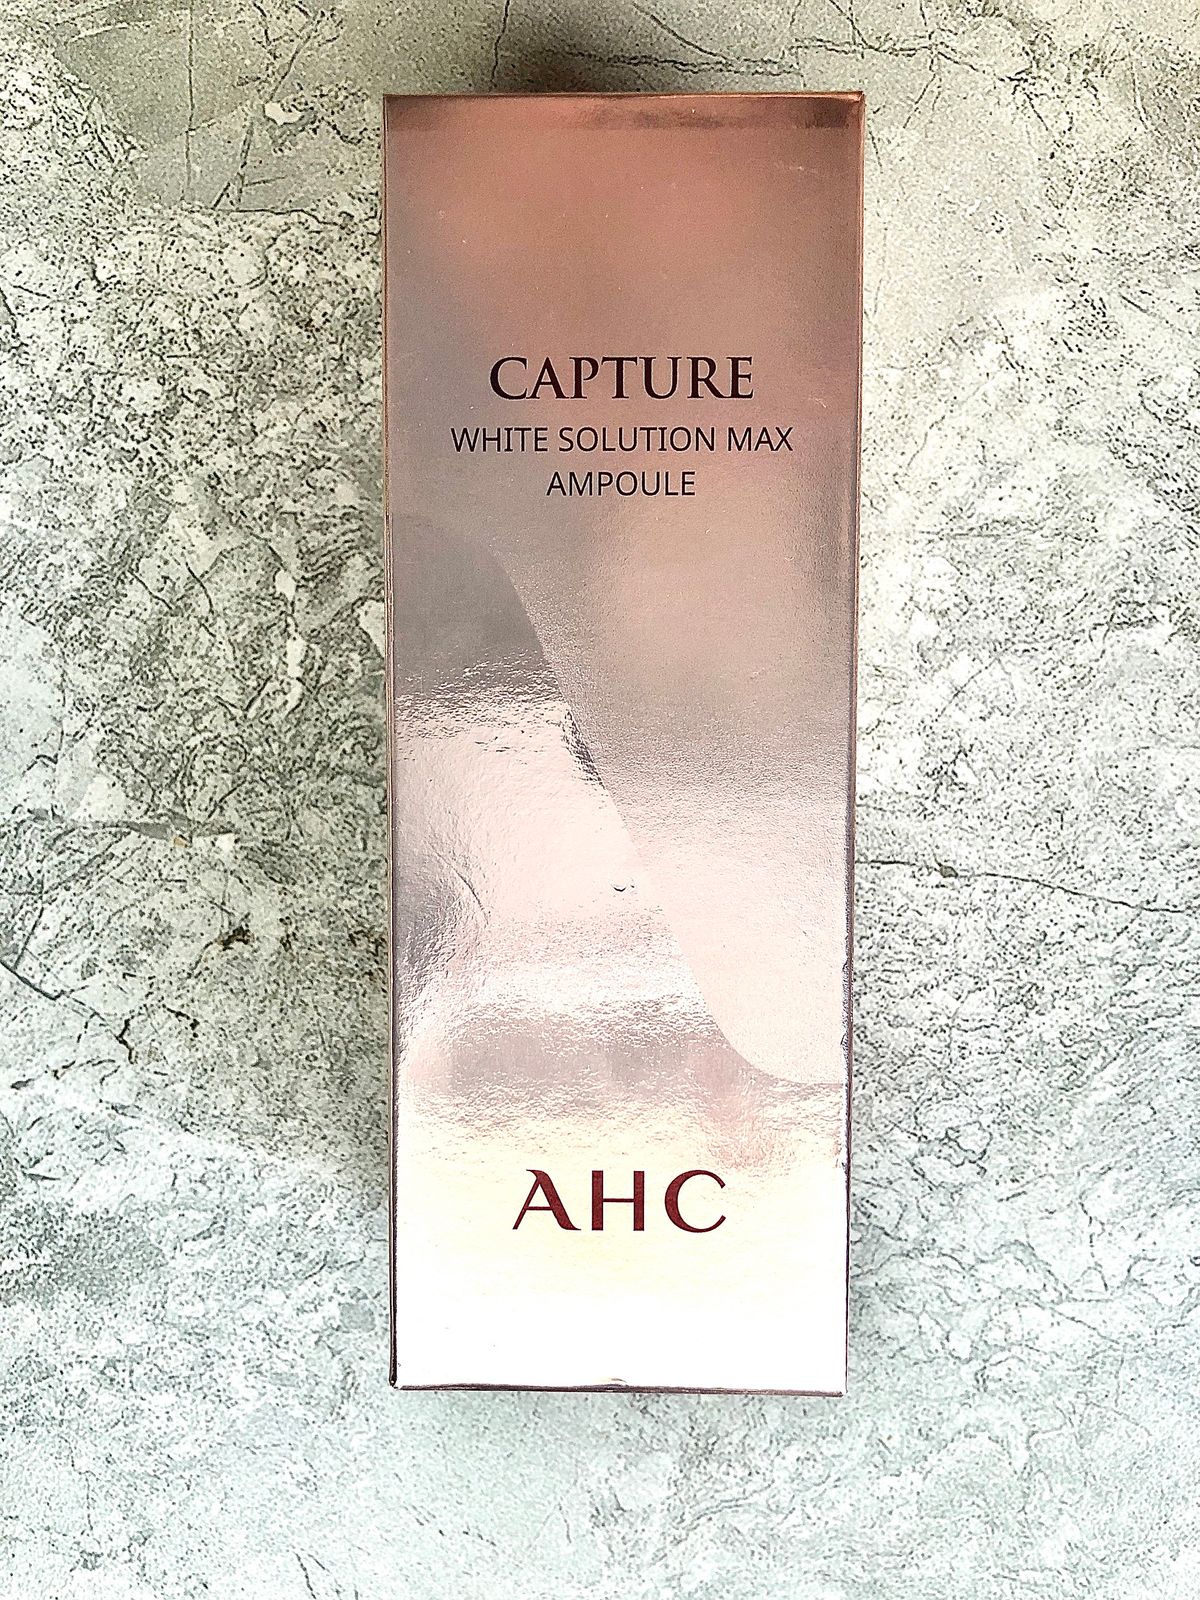 CAPTURE
WHITE SOLUTION MAX
AMPOULE
AHC